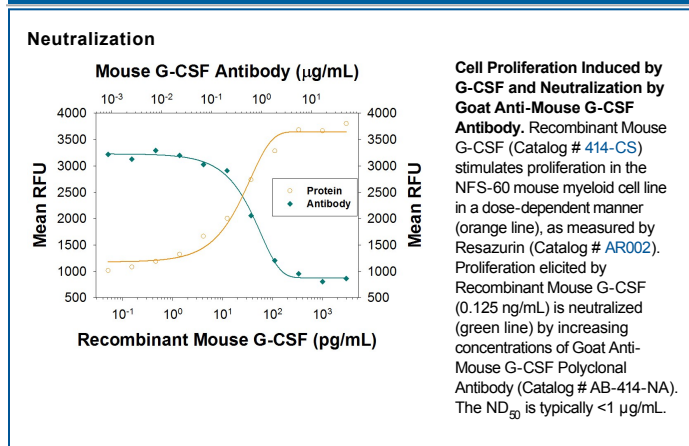 Neutralization
Mouse G-CSF Antibody (μg/mL)
10⁻³ 10⁻² 10⁻¹ 10⁰ 10¹
4000 4000
3500 3500
3000 3000
2500 2500
2000 2000
1500 1500
1000 1000
500 500
Mean RFU
Mean RFU
Protein
Antibody
10⁻¹ 10⁰ 10¹ 10² 10³
Recombinant Mouse G-CSF (pg/mL)
Cell Proliferation Induced by
G-CSF and Neutralization by
Goat Anti-Mouse G-CSF
Antibody. Recombinant Mouse
G-CSF (Catalog # 414-CS)
stimulates proliferation in the
NFS-60 mouse myeloid cell line
in a dose-dependent manner
(orange line), as measured by
Resazurin (Catalog # AR002).
Proliferation elicited by
Recombinant Mouse G-CSF
(0.125 ng/mL) is neutralized
(green line) by increasing
concentrations of Goat Anti-
Mouse G-CSF Polyclonal
Antibody (Catalog # AB-414-NA).
The ND₅₀ is typically <1 μg/mL.